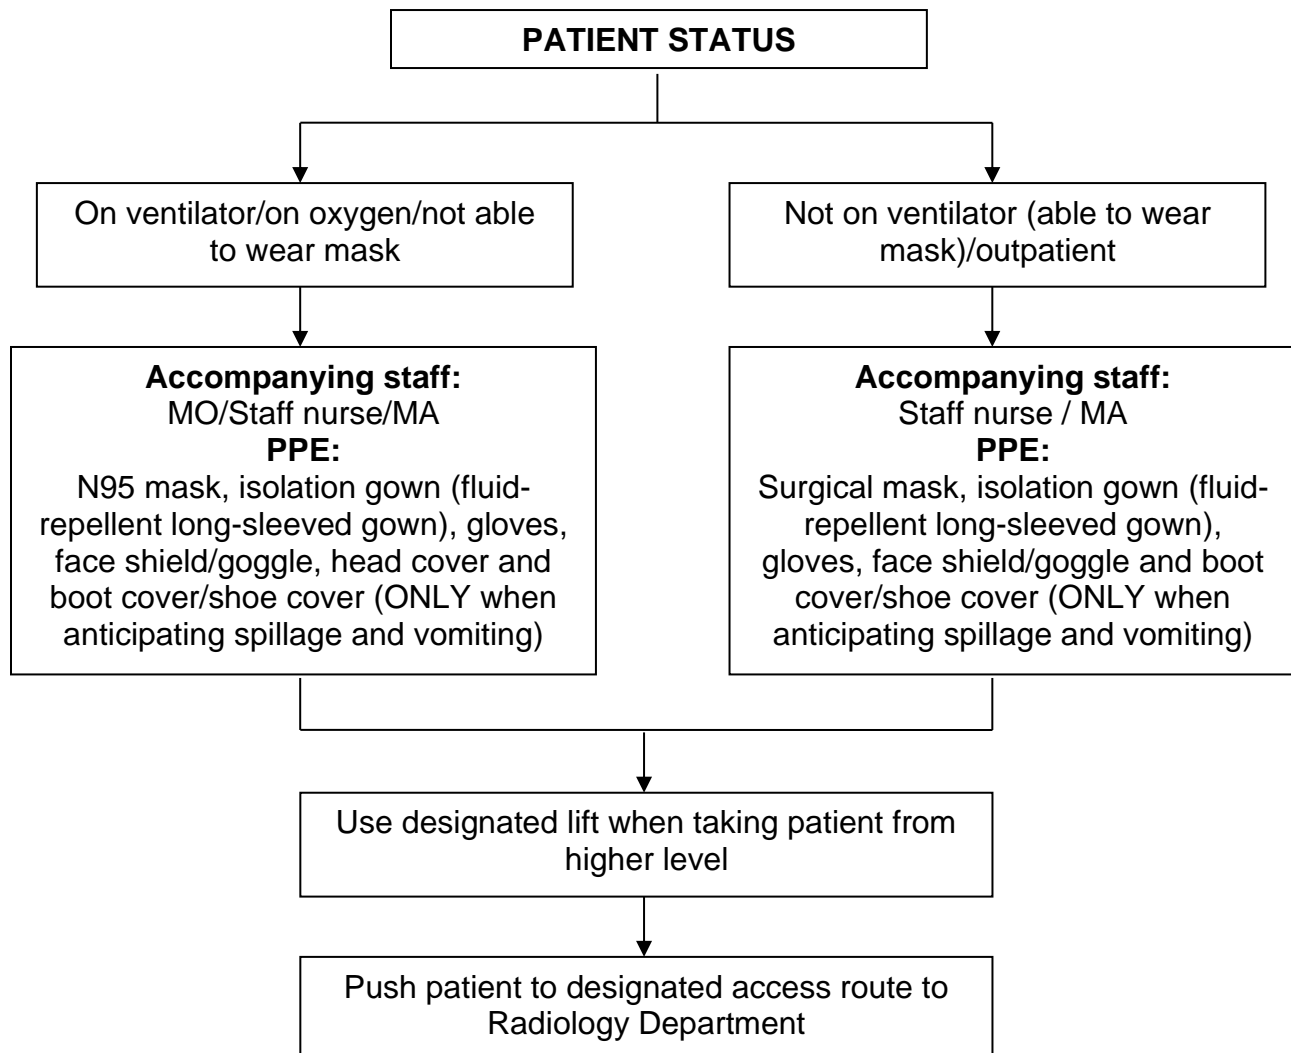 PATIENT STATUS
On ventilator/on oxygen/not able
to wear mask
Not on ventilator (able to wear
mask)/outpatient
Accompanying staff:
MO/Staff nurse/MA
PPE:
N95 mask, isolation gown (fluid-
repellent long-sleeved gown), gloves,
face shield/goggle, head cover and
boot cover/shoe cover (ONLY when
anticipating spillage and vomiting)
Accompanying staff:
Staff nurse / MA
PPE:
Surgical mask, isolation gown (fluid-
repellent long-sleeved gown),
gloves, face shield/goggle and boot
cover/shoe cover (ONLY when
anticipating spillage and vomiting)
Use designated lift when taking patient from
higher level
Push patient to designated access route to
Radiology Department